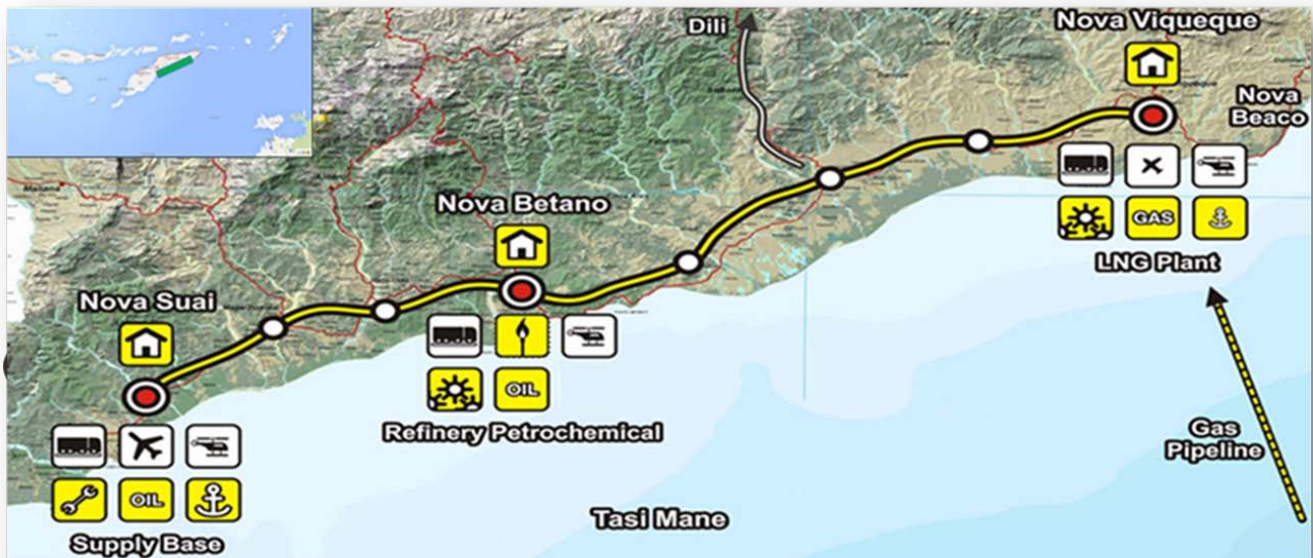 Dili
Nova Viqueque
Nova
Beaco
Nova Betano
GAS
LNG Plant
Nova Suai
OIL
Refinery Petrochemical
Gas
Pipeline
OIL
Tasi Mane
Supply Base